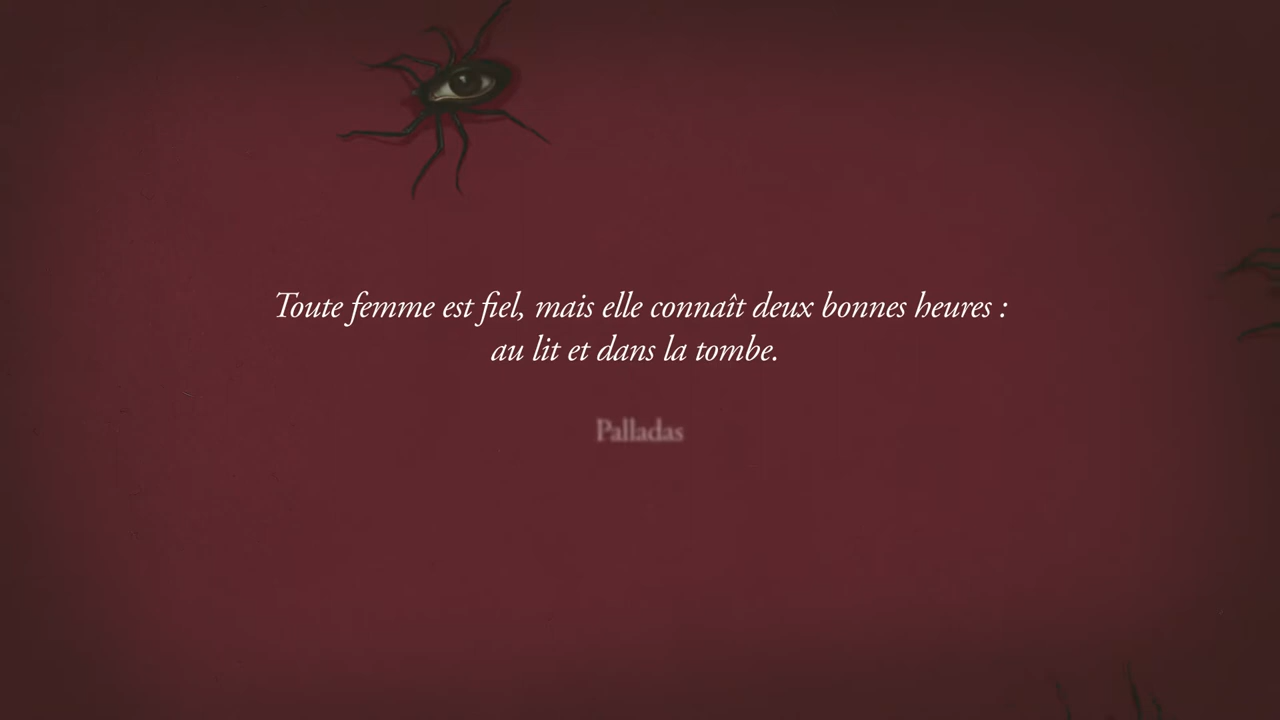 Toute femme est fiel, mais elle connaît deux bonnes heures :
au lit et dans la tombe.
Palladas